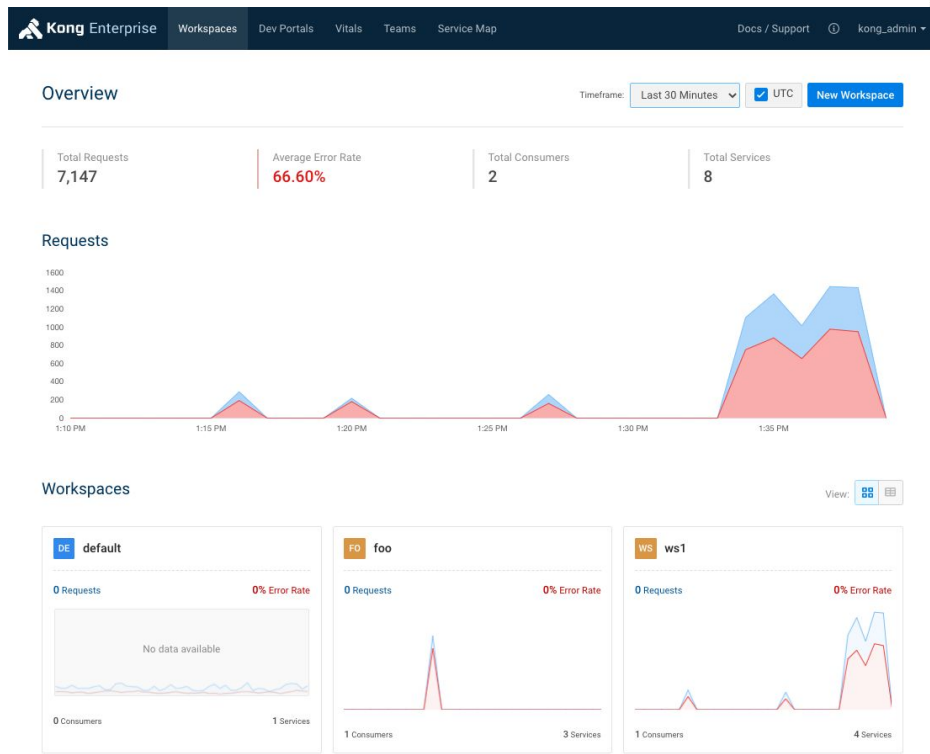 Kong Enterprise Workspaces Dev Portals Vitals Teams Service Map Docs / Support kong_admin
Overview Timeframe: Last 30 Minutes UTC New Workspace
Total Requests Average Error Rate Total Consumers Total Services
7,147 66.60% 2 8
Requests
1600
1400
1200
1000
800
600
400
200
0
1:10 PM 1:15 PM 1:20 PM 1:25 PM 1:30 PM 1:35 PM
Workspaces View:
DE default FO foo WS ws1
0 Requests 0% Error Rate 0 Requests 0% Error Rate 0 Requests 0% Error Rate
No data available
0 Consumers 1 Services 1 Consumers 3 Services 1 Consumers 4 Services